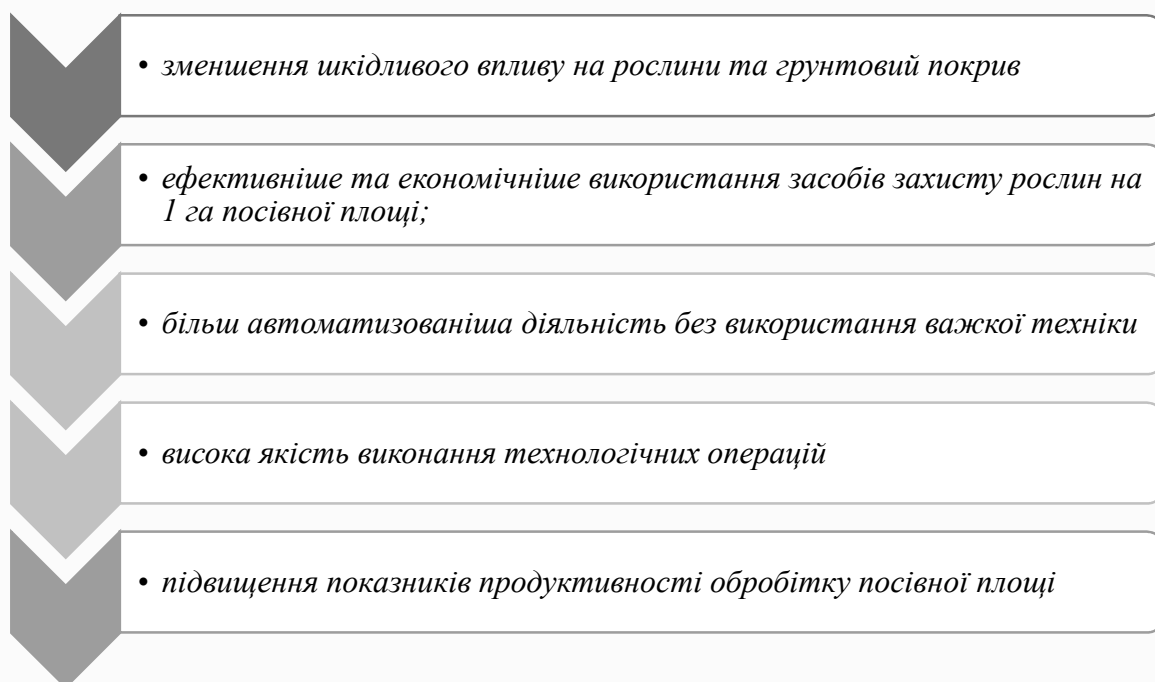 • зменшення шкідливого впливу на рослини та грунтовий покрив
• ефективніше та економічніше використання засобів захисту рослин на
1 га посівної площі;
• більш автоматизованіша діяльність без використання важкої техніки
• висока якість виконання технологічних операцій
• підвищення показників продуктивності обробітку посівної площі